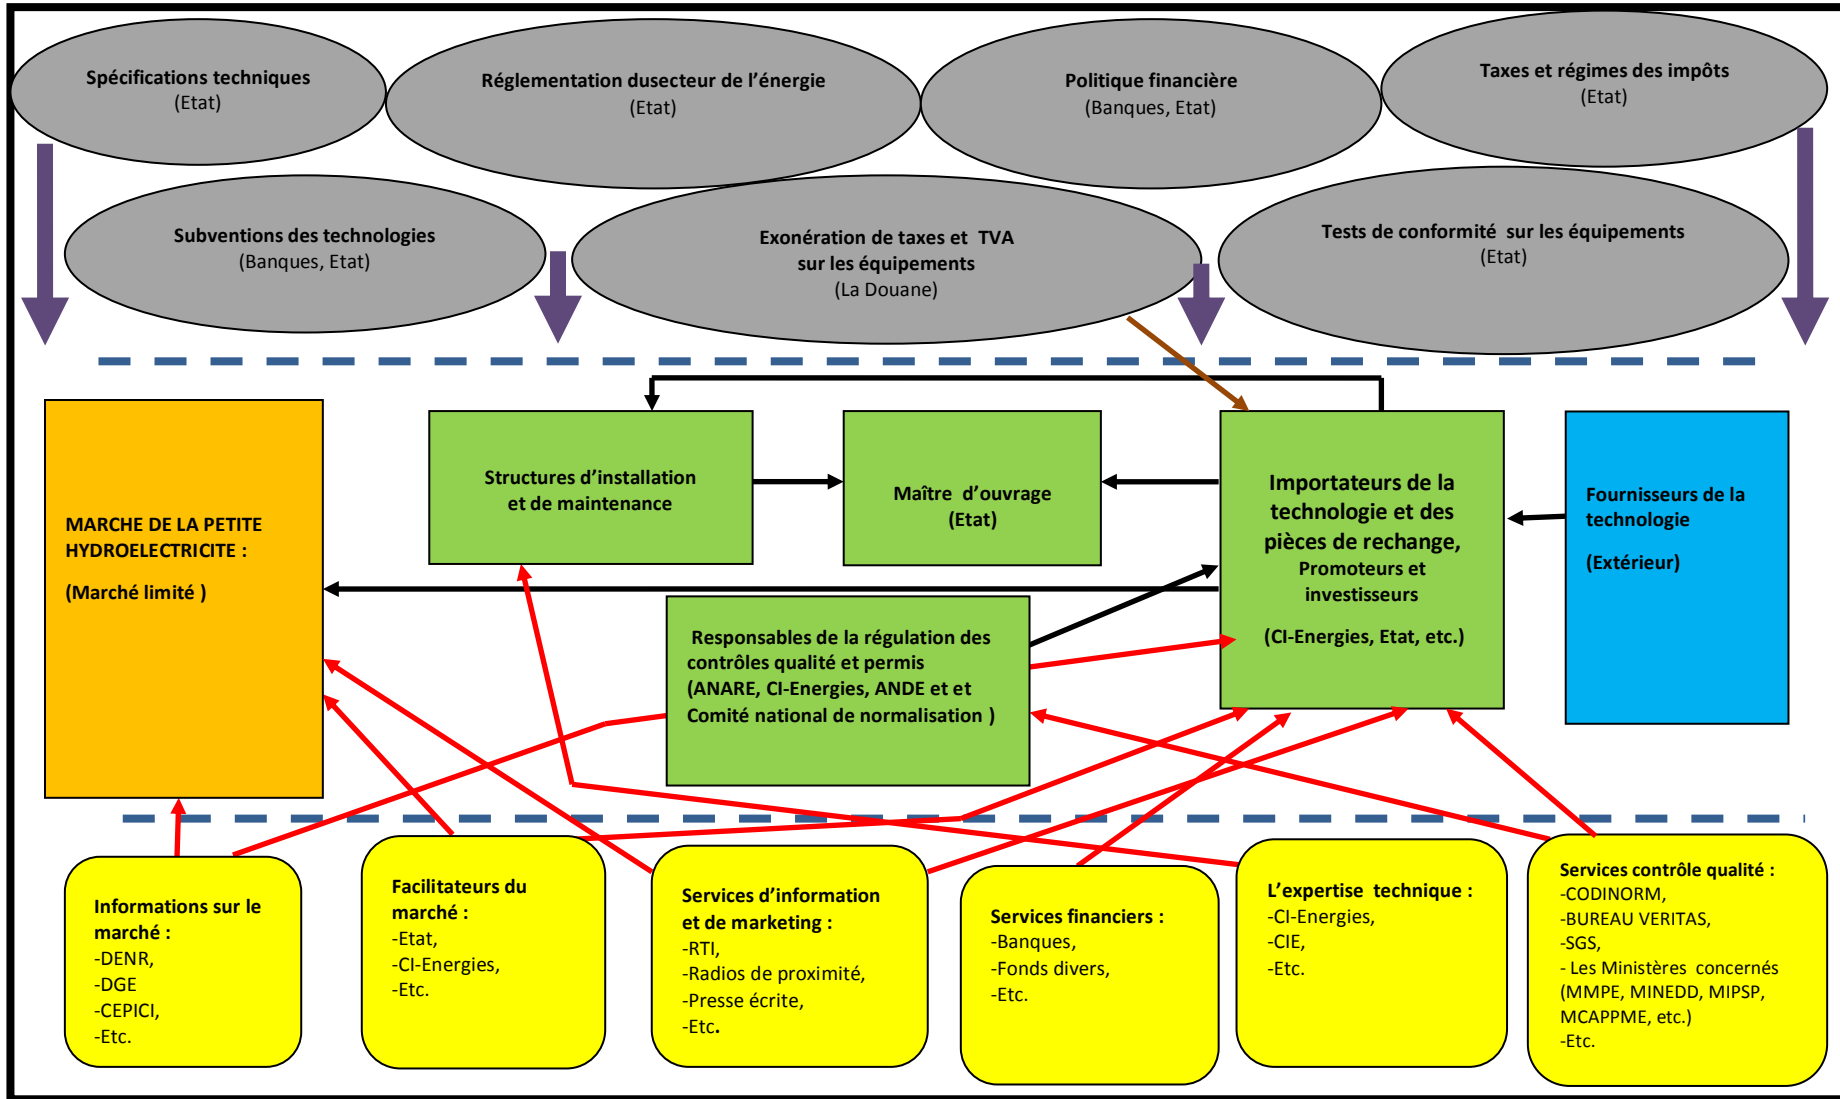 Spécifications techniques
(Etat)
Réglementation dusecteur de l'énergie
(Etat)
Politique financière
(Banques, Etat)
Taxes et régimes des impôts
(Etat)
Subventions des technologies
(Banques, Etat)
Exonération de taxes et TVA
sur les équipements
(La Douane)
Tests de conformité sur les équipements
(Etat)
MARCHE DE LA PETITE
HYDROELECTRICITE :
(Marché limité )
Structures d'installation
et de maintenance
Maître d'ouvrage
(Etat)
Importateurs de la
technologie et des
pièces de rechange,
Promoteurs et
investisseurs
(CI-Energies, Etat, etc.)
Fournisseurs de la
technologie
(Extérieur)
Responsables de la régulation des
contrôles qualité et permis
(ANARE, CI-Energies, ANDE et et
Comité national de normalisation )
Informations sur le
marché :
-DENR,
-DGE
-CEPICI,
-Etc.
Facilitateurs du
marché :
-Etat,
-CI-Energies,
-Etc.
Services d'information
et de marketing :
-RTI,
-Radios de proximité,
-Presse écrite,
-Etc.
Services financiers :
-Banques,
-Fonds divers,
-Etc.
L'expertise technique :
-CI-Energies,
-CIE,
-Etc.
Services contrôle qualité :
-CODINORM,
-BUREAU VERITAS,
-SGS,
- Les Ministères concernés
(MMPE, MINEDD, MIPSP,
MCAPPME, etc.)
-Etc.